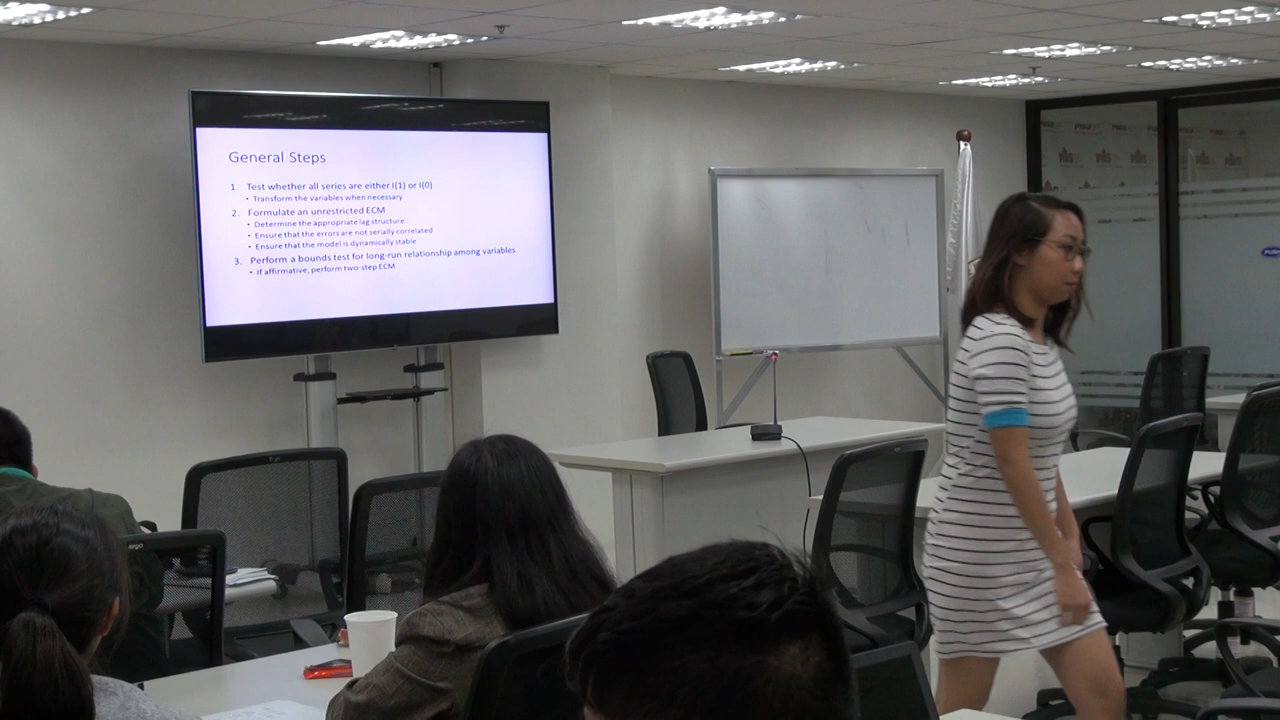 General Steps
1. Test whether all series are either I(1) or I(0)
• Transform the variables when necessary
2. Formulate an unrestricted ECM
• Determine the appropriate lag structure
• Ensure that the errors are not serially correlated
• Ensure that the model is dynamically stable
3. Perform a bounds test for long-run relationship among variables
• If affirmative, perform two-step ECM